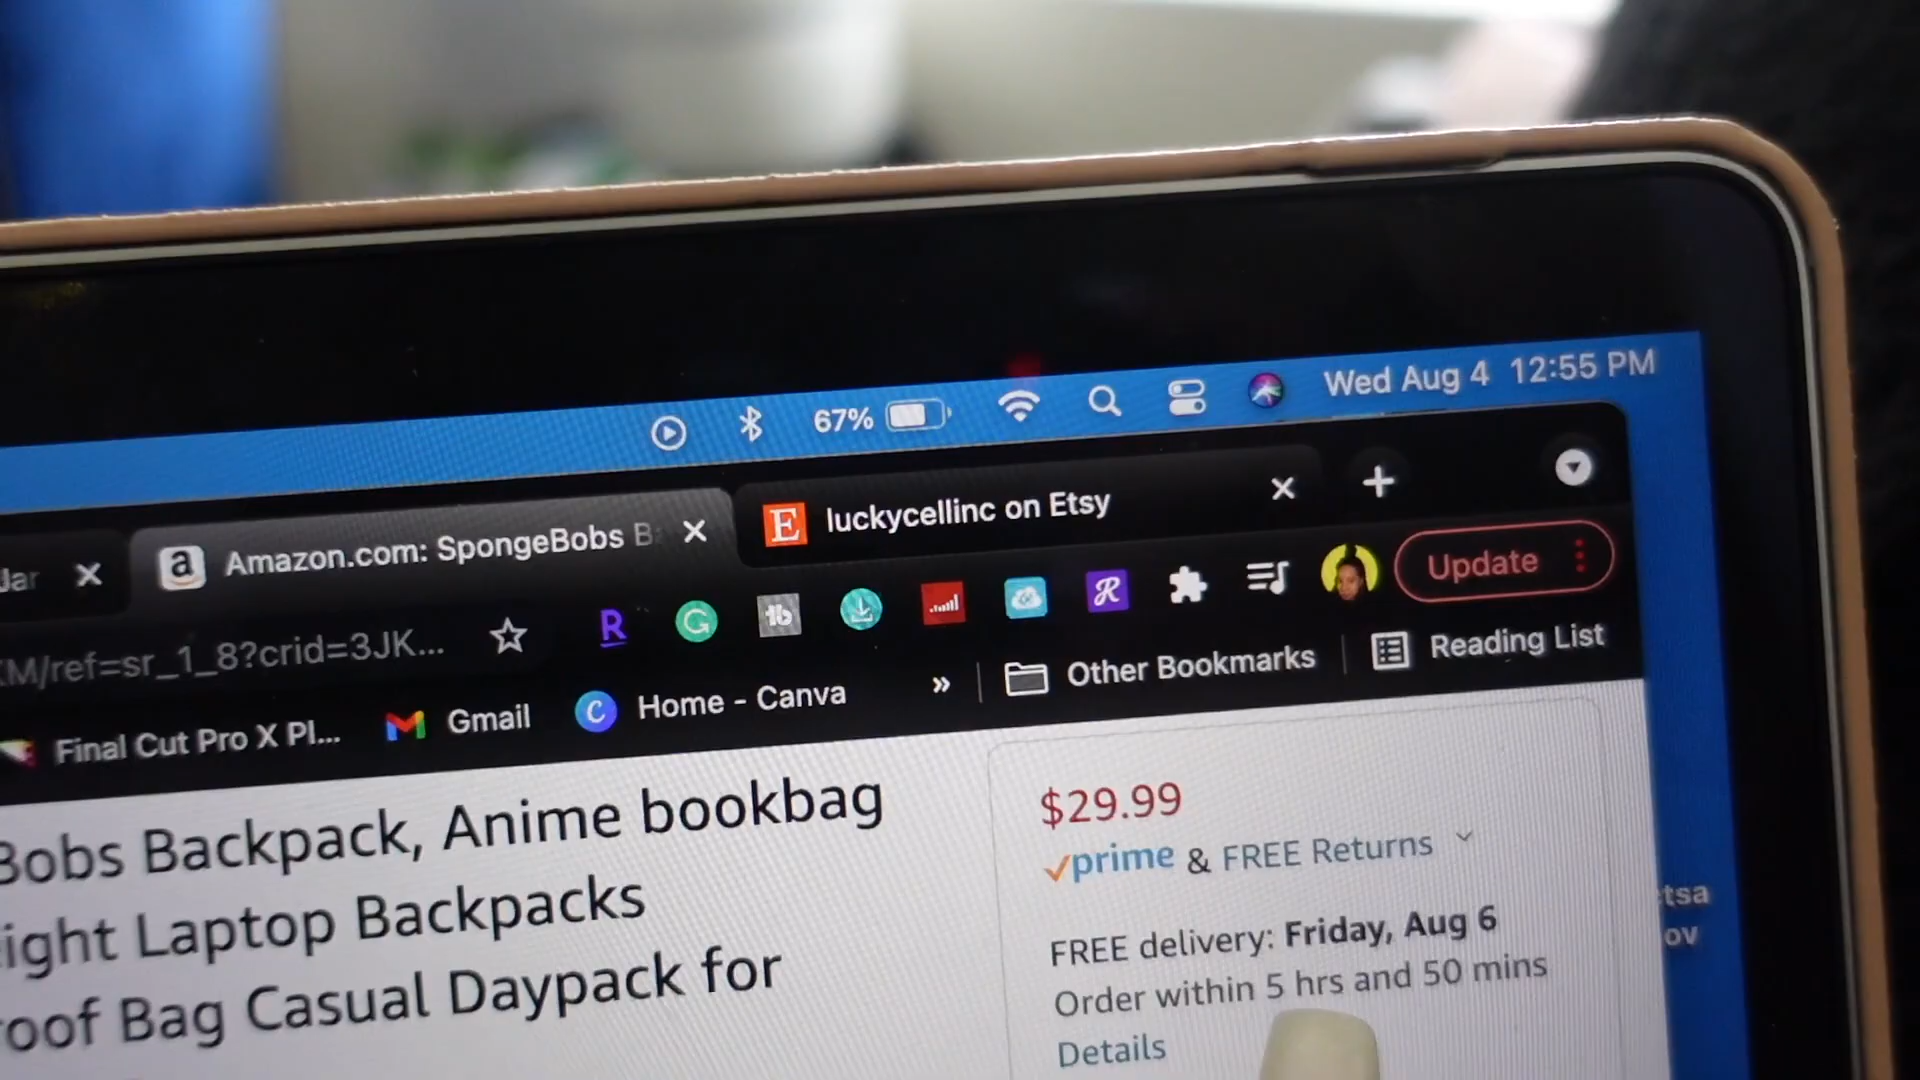 67% Wed Aug 4 12:55 PM
Jar Amazon.com: SpongeBobs B luckycellinc on Etsy
M/ref=sr_1_8?crid=3JK... Update
Final Cut Pro X Pl... Gmail Home - Canva » Other Bookmarks Reading List
Bobs Backpack, Anime bookbag
ight Laptop Backpacks
roof Bag Casual Daypack for
$29.99
prime & FREE Returns
FREE delivery: Friday, Aug 6
Order within 5 hrs and 50 mins
Details
tsa
ov